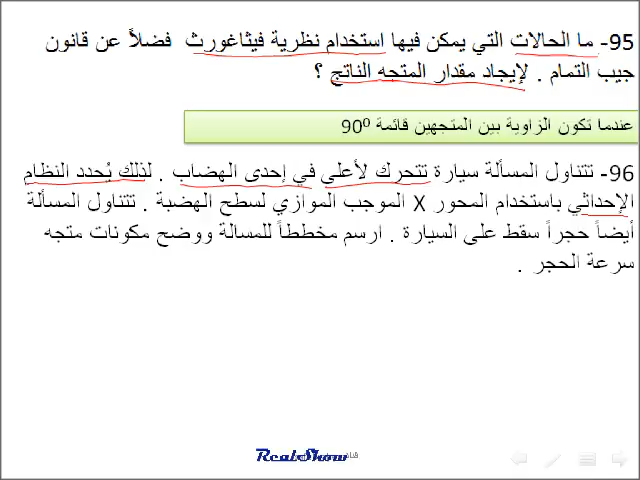 95- ما الحالات التي يمكن فيها استخدام نظرية فيثاغورث فضلاً عن قانون
جيب التمام . لإيجاد مقدار المتجه الناتج ؟
عندما تكون الزاوية بين المتجهين قائمة 90º
96- تتناول المسألة سيارة تتحرك لأعلى في إحدى الهضاب . لذلك يُحدد النظام
الإحداثي باستخدام المحور X الموجب الموازي لسطح الهضبة . تتناول المسألة
أيضاً حجراً سقط على السيارة . ارسم مخططاً للمسالة ووضح مكونات متجه
سرعة الحجر .
RealShow